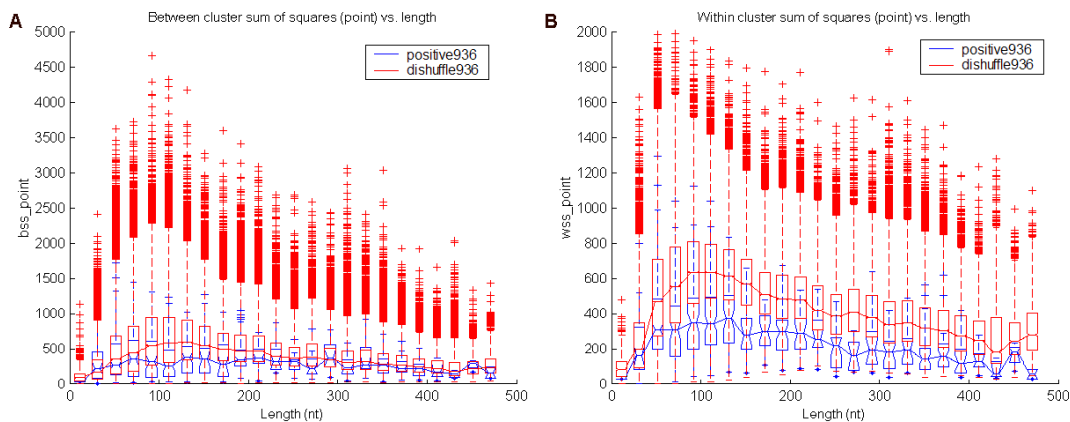 A
Between cluster sum of squares (point) vs. length
5000
4500
4000
3500
3000
2500
2000
1500
1000
500
0
bss_point
positive936
dishuffle936
0
100
200
300
400
500
Length (nt)
B
Within cluster sum of squares (point) vs. length
2000
1800
1600
1400
1200
1000
800
600
400
200
0
wss_point
positive936
dishuffle936
0
100
200
300
400
500
Length (nt)